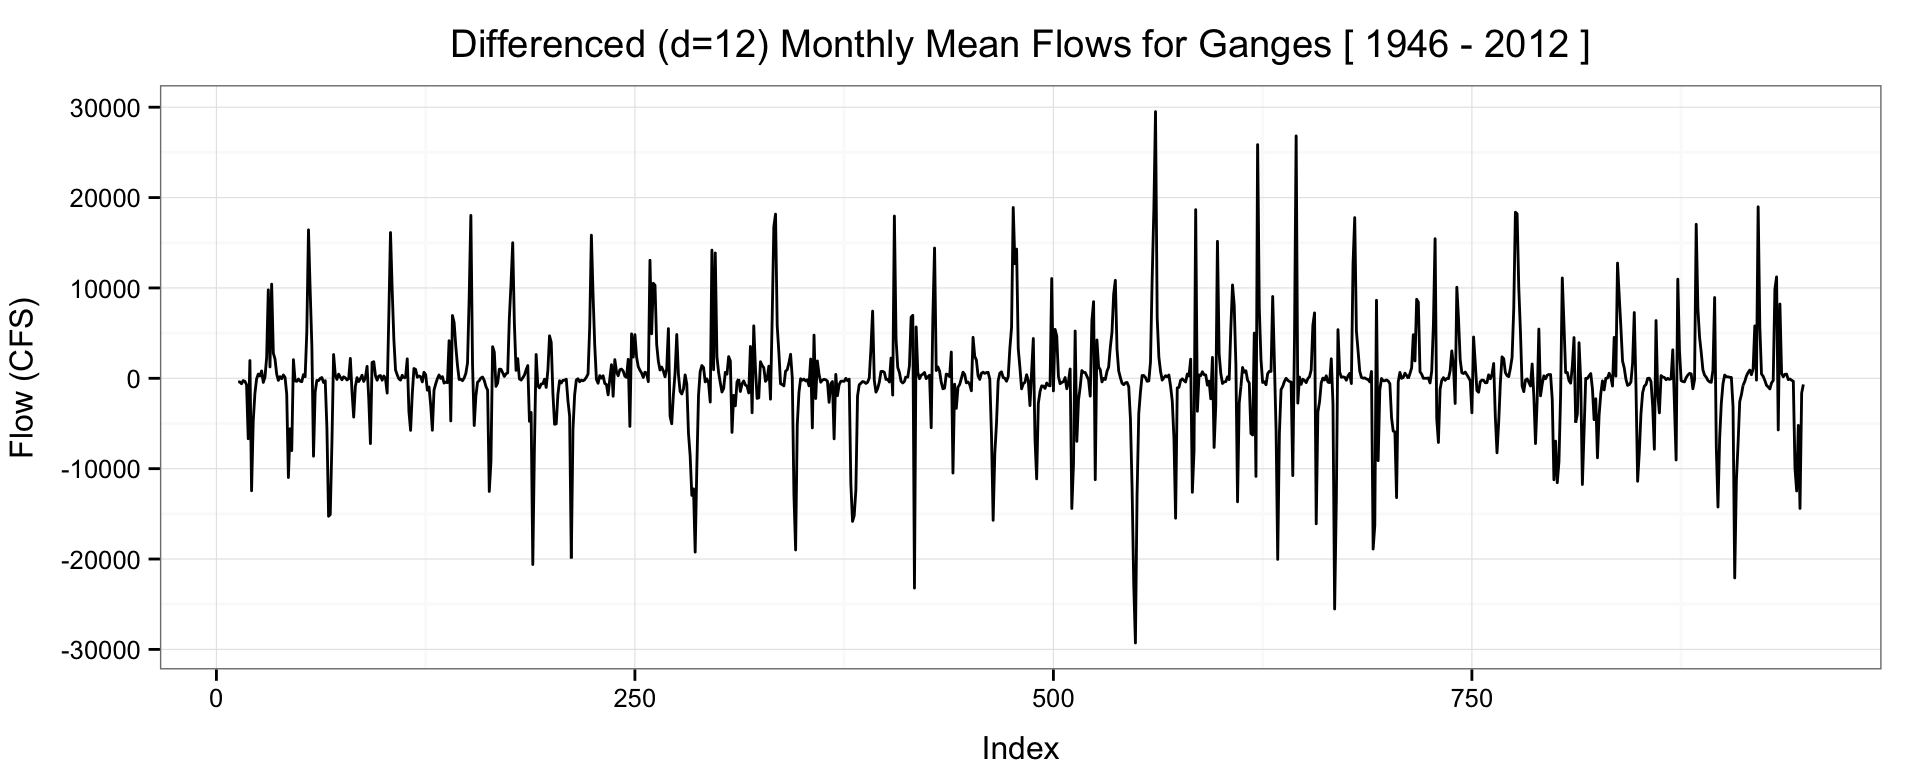 Differenced (d=12) Monthly Mean Flows for Ganges [ 1946 - 2012 ]
Flow (CFS)
30000
20000
10000
0
-10000
-20000
-30000
0 250 500 750
Index